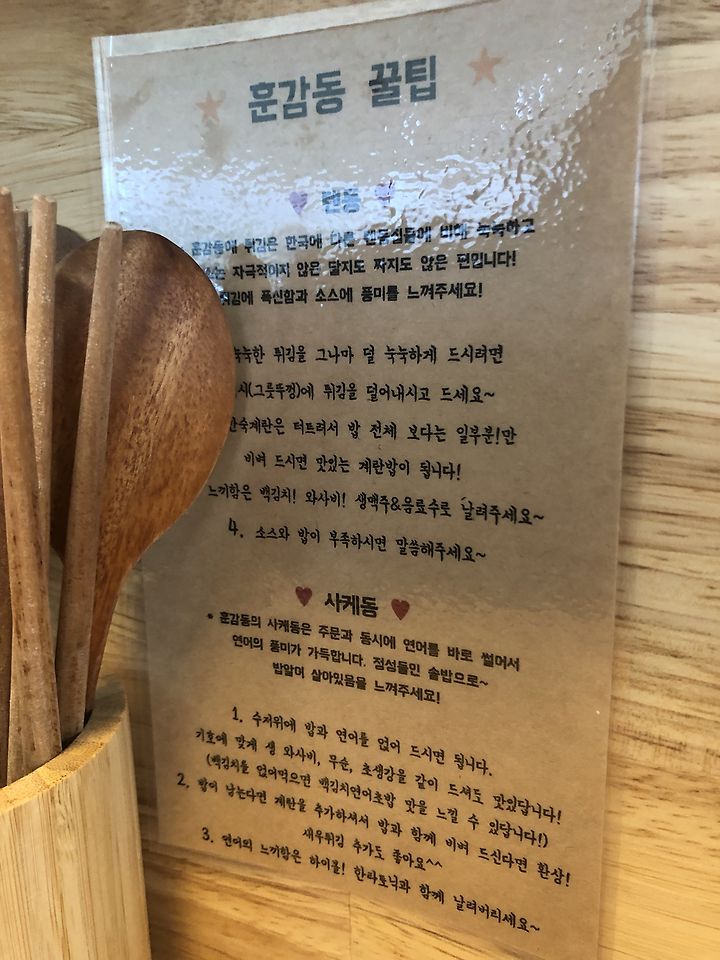 훈감동 꿀팁
텐동
훈감동에 튀김은 한국에 다른 텐동집들에 비해 눅눅하고
자극적이지 않은 달지도 짜지도 않은 편입니다!
튀김에 폭신함과 소스에 풍미를 느껴주세요!
눅눅한 튀김을 그나마 덜 눅눅하게 드시려면
시(그릇뚜껑)에 튀김을 덜어내시고 드세요~
반숙계란은 터트려서 밥 전체 보다는 일부분!만
비벼 드시면 맛있는 계란밥이 됩니다!
느끼함은 백김치! 와사비! 생맥주&음료수로 날려주세요~
4. 소스와 밥이 부족하시면 말씀해주세요~
사케동
* 훈감동의 사케동은 주문과 동시에 연어를 바로 썰어서
연어의 풍미가 가득합니다. 정성들인 솥밥으로~
밥알이 살아있음을 느껴주세요!
1. 수저위에 밥과 연어를 얹어 드시면 됩니다.
기호에 맞게 생 와사비, 무순, 초생강을 같이 드셔도 맛있답니다!
(백김치를 얹어먹으면 백김치연어초밥 맛을 느낄 수 있답니다!)
2. 밥이 남는다면 계란을 추가하셔서 밥과 함께 비벼 드신다면 환상!
새우튀김 추가도 좋아요^^
3. 연어의 느끼함은 하이볼! 한타토닉과 함께 날려버리세요~